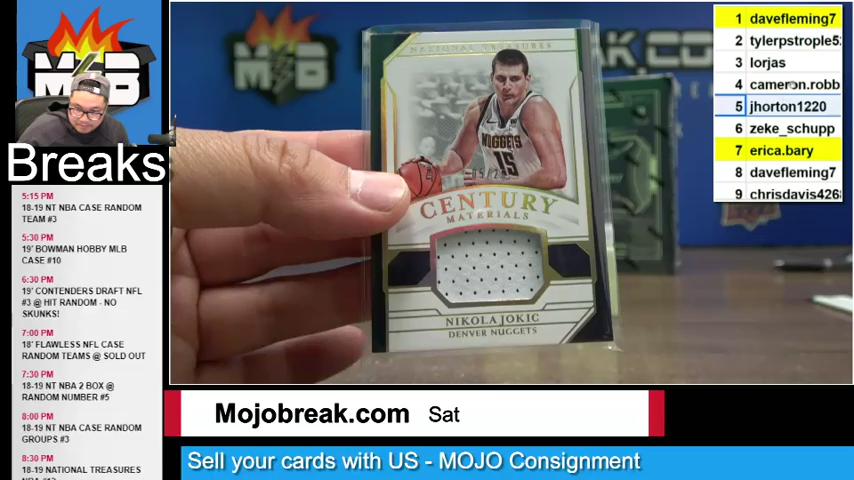 MSB
Breaks
5:15 PM
18-19 NT NBA CASE RANDOM
TEAM #3
5:30 PM
19' BOWMAN HOBBY MLB
CASE #10
6:30 PM
19' CONTENDERS DRAFT NFL
#3 @ HIT RANDOM - NO
SKUNKS!
7:00 PM
18' FLAWLESS NFL CASE
RANDOM TEAMS @ SOLD OUT
7:30 PM
18-19 NT NBA 2 BOX @
RANDOM NUMBER #5
8:00 PM
18-19 NT NBA CASE RANDOM
GROUPS #3
8:30 PM
18-19 NATIONAL TREASURES
NATIONAL TREASURES
NUGGETS
15
CENTURY
MATERIALS
NIKOLA JOKIC
DENVER NUGGETS
1 davefleming7
2 tylerpstrople5
3 lorjas
4 cameron.robb
5 jhorton1220
6 zeke_schupp
7 erica.bary
8 davefleming7
9 chrisdavis426
Mojobreak.com Sat
Sell your cards with US - MOJO Consignment